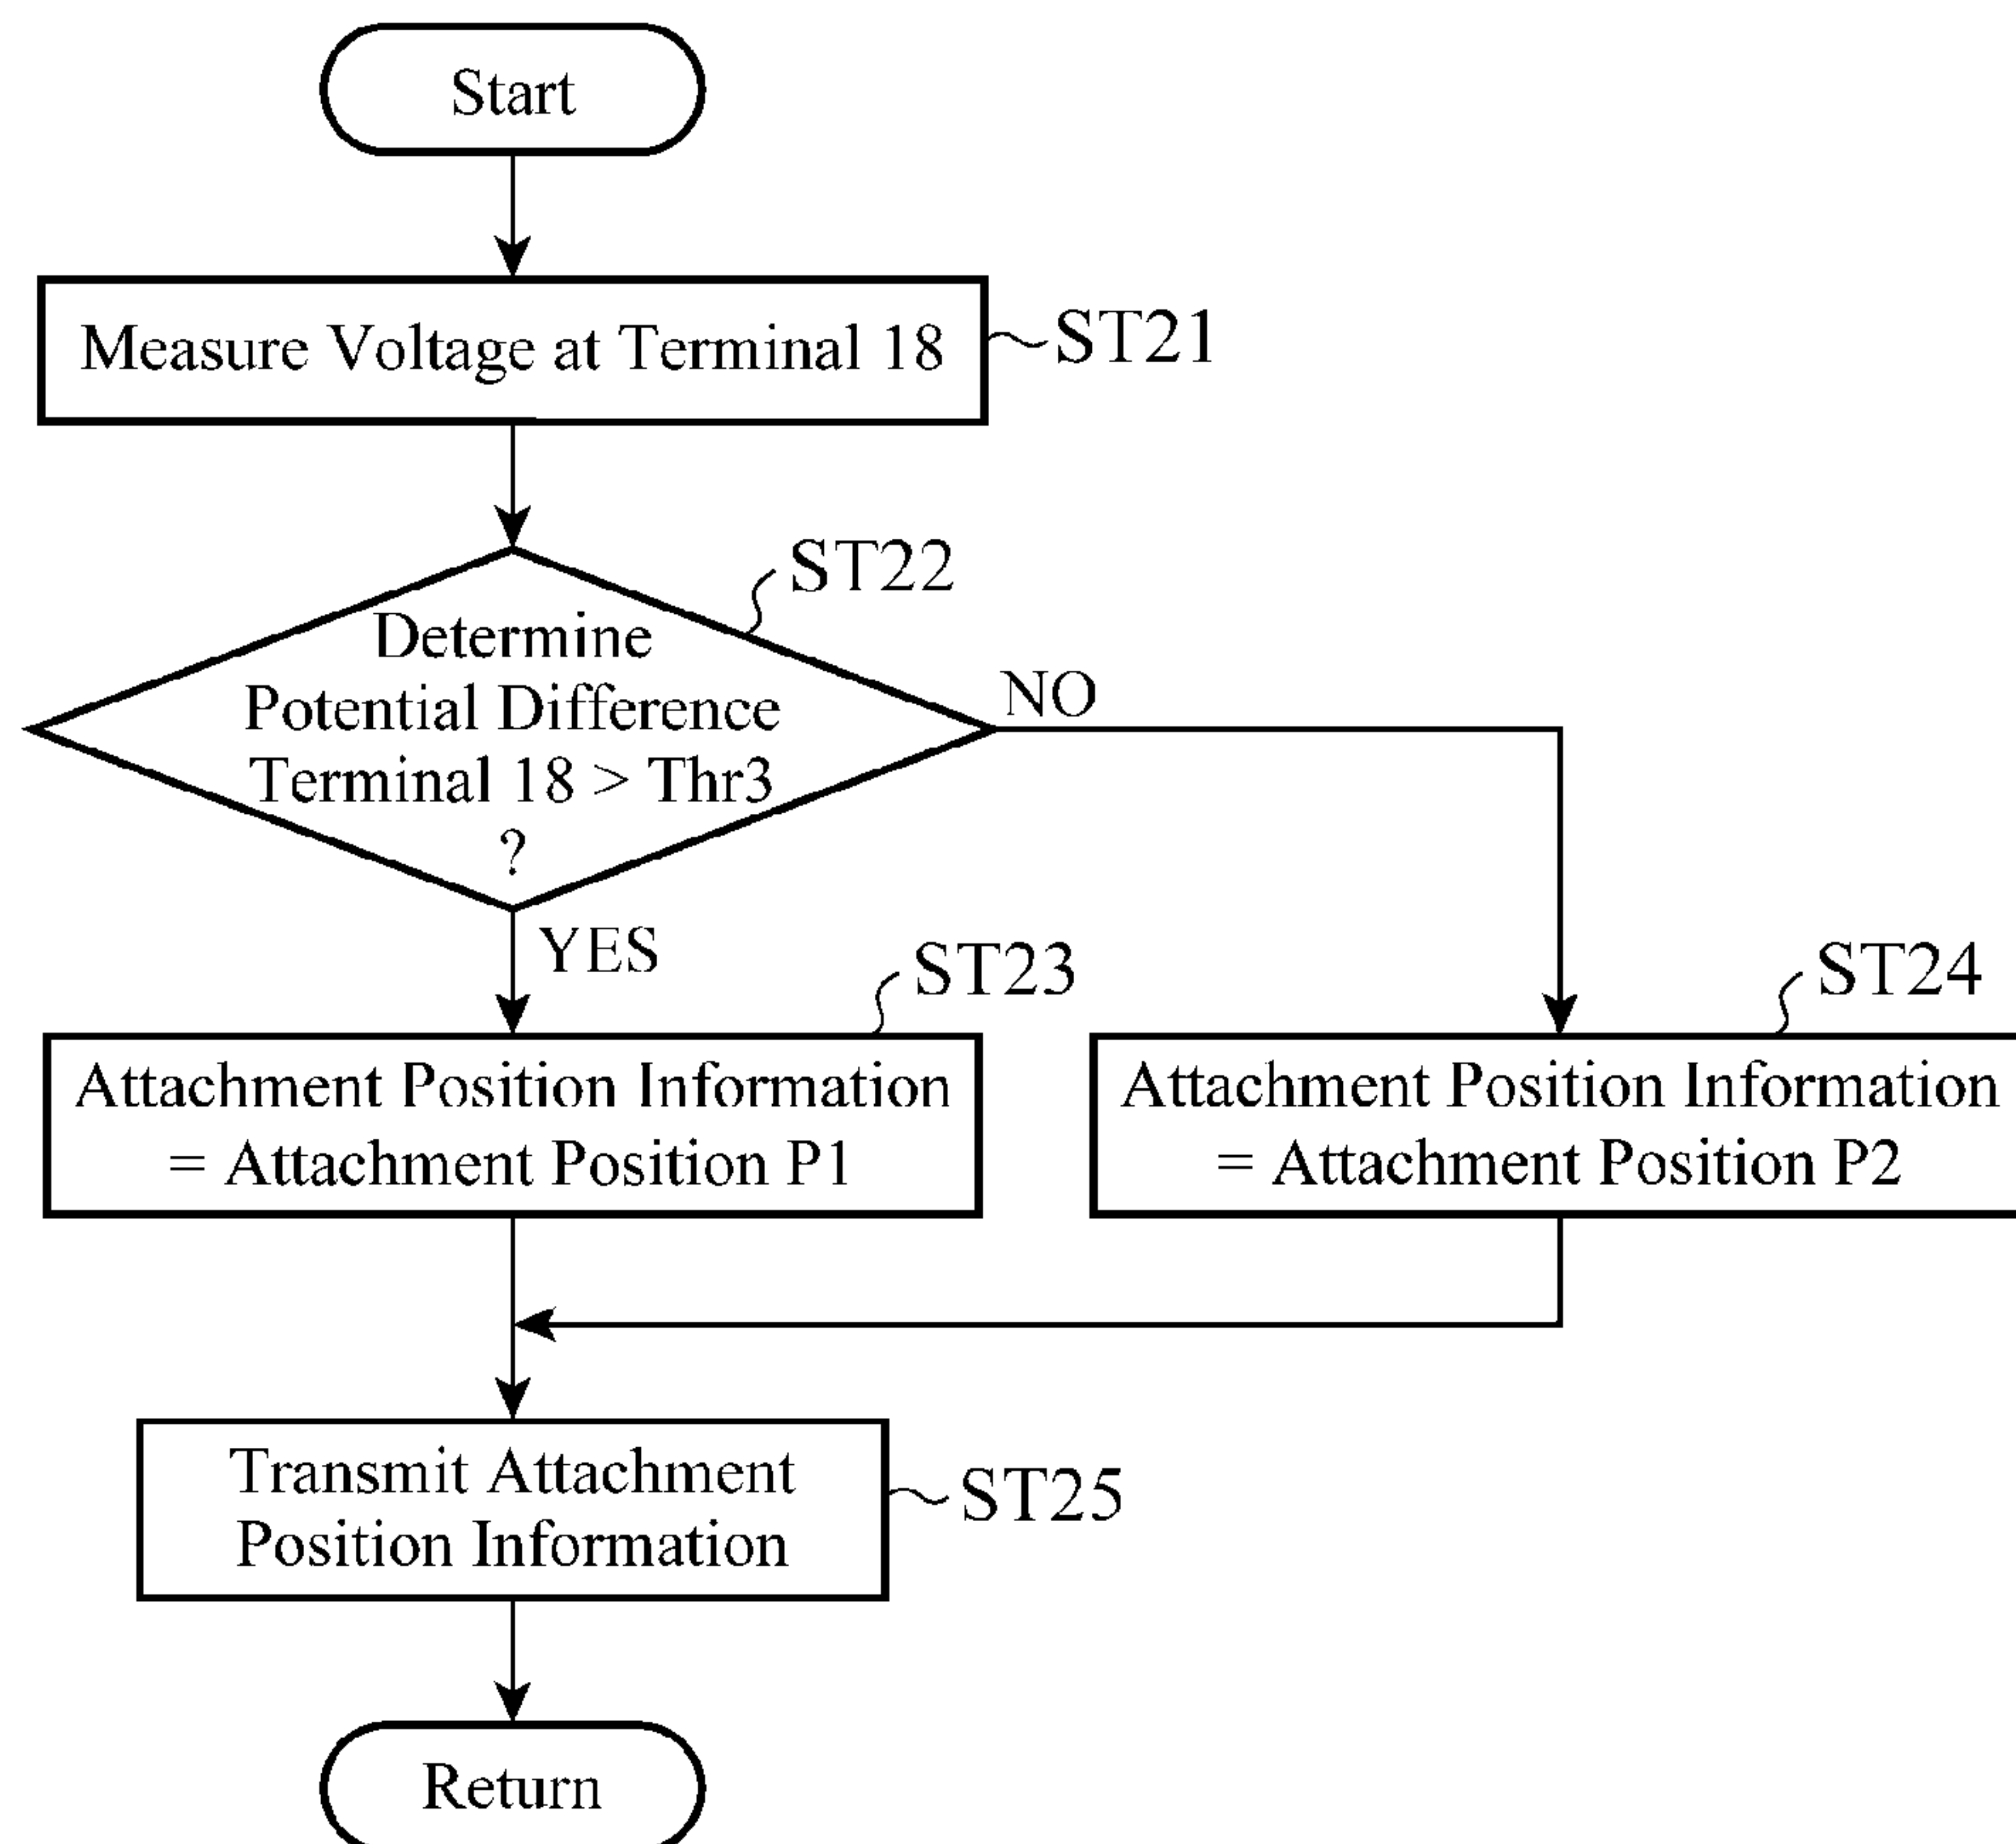 Start
Measure Voltage at Terminal 18
ST21
ST22
Determine
Potential Difference
Terminal 18 > Thr3
?
NO
YES
ST23
Attachment Position Information
= Attachment Position P1
ST24
Attachment Position Information
= Attachment Position P2
Transmit Attachment
Position Information
ST25
Return